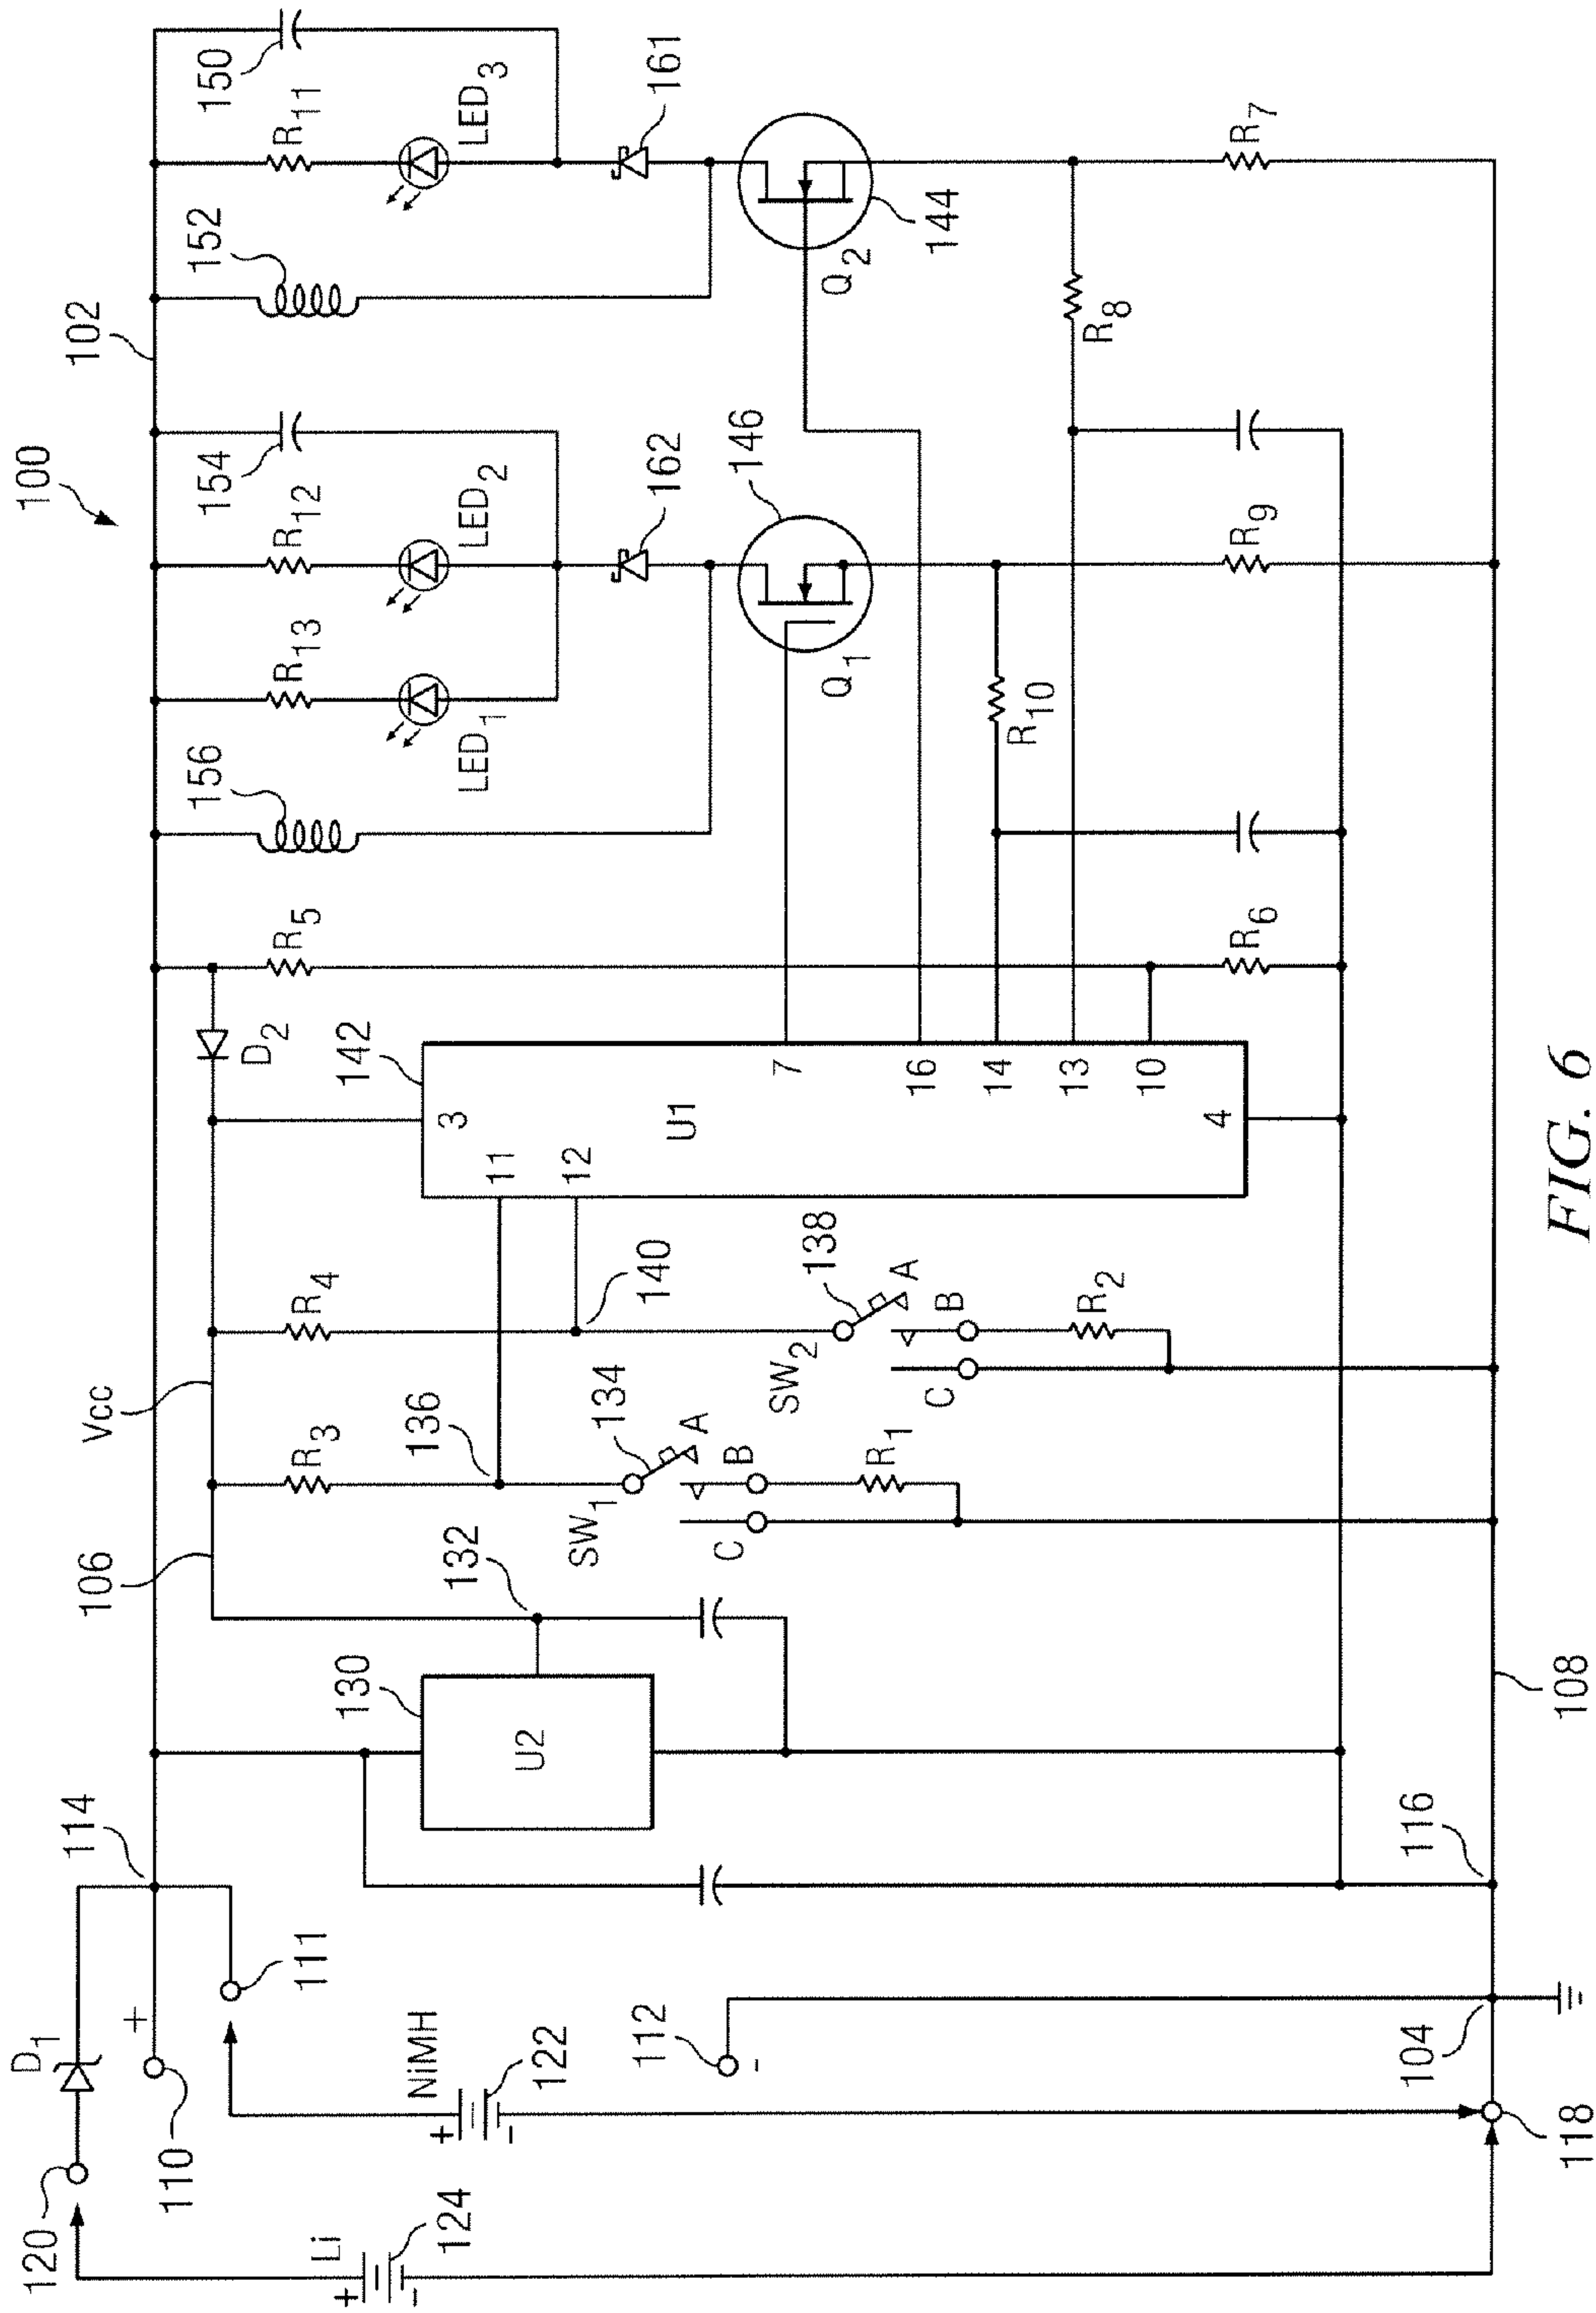 100
102
150
152
154
156
R11
R12
R13
LED3
LED2
LED1
161
162
144
146
Q2
Q1
R7
R8
R9
R10
R5
R6
D2
142
3
7
16
14
13
10
4
U1
11
12
Vcc
R4
R3
140
136
138
134
SW2
SW1
A
B
C
R2
A
B
C
R1
106
132
130
U2
108
114
116
D1
+
110
111
112
-
104
118
120
NiMH
+
-
122
Li
+
-
124
FIG. 6